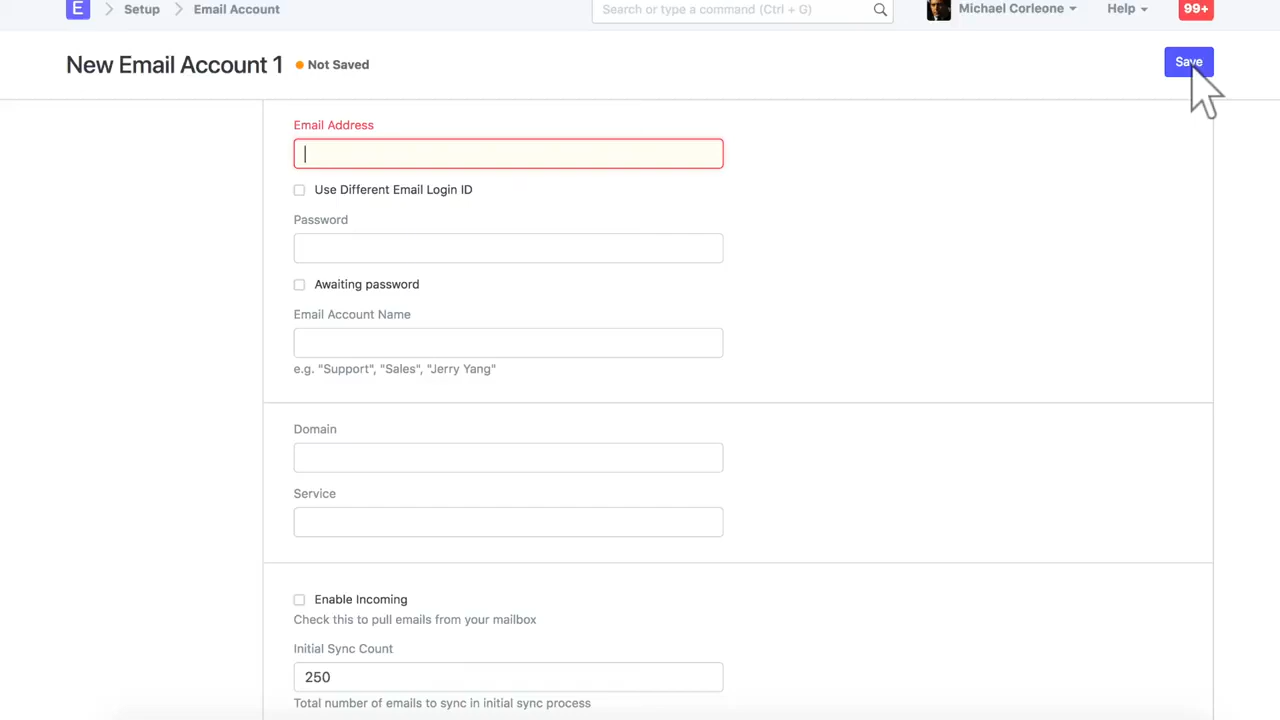 E Setup Email Account Search or type a command (Ctrl + G) Michael Corleone Help 99+
New Email Account 1 Not Saved Save
Email Address
Use Different Email Login ID
Password
Awaiting password
Email Account Name
e.g. "Support", "Sales", "Jerry Yang"
Domain
Service
Enable Incoming
Check this to pull emails from your mailbox
Initial Sync Count
250
Total number of emails to sync in initial sync process